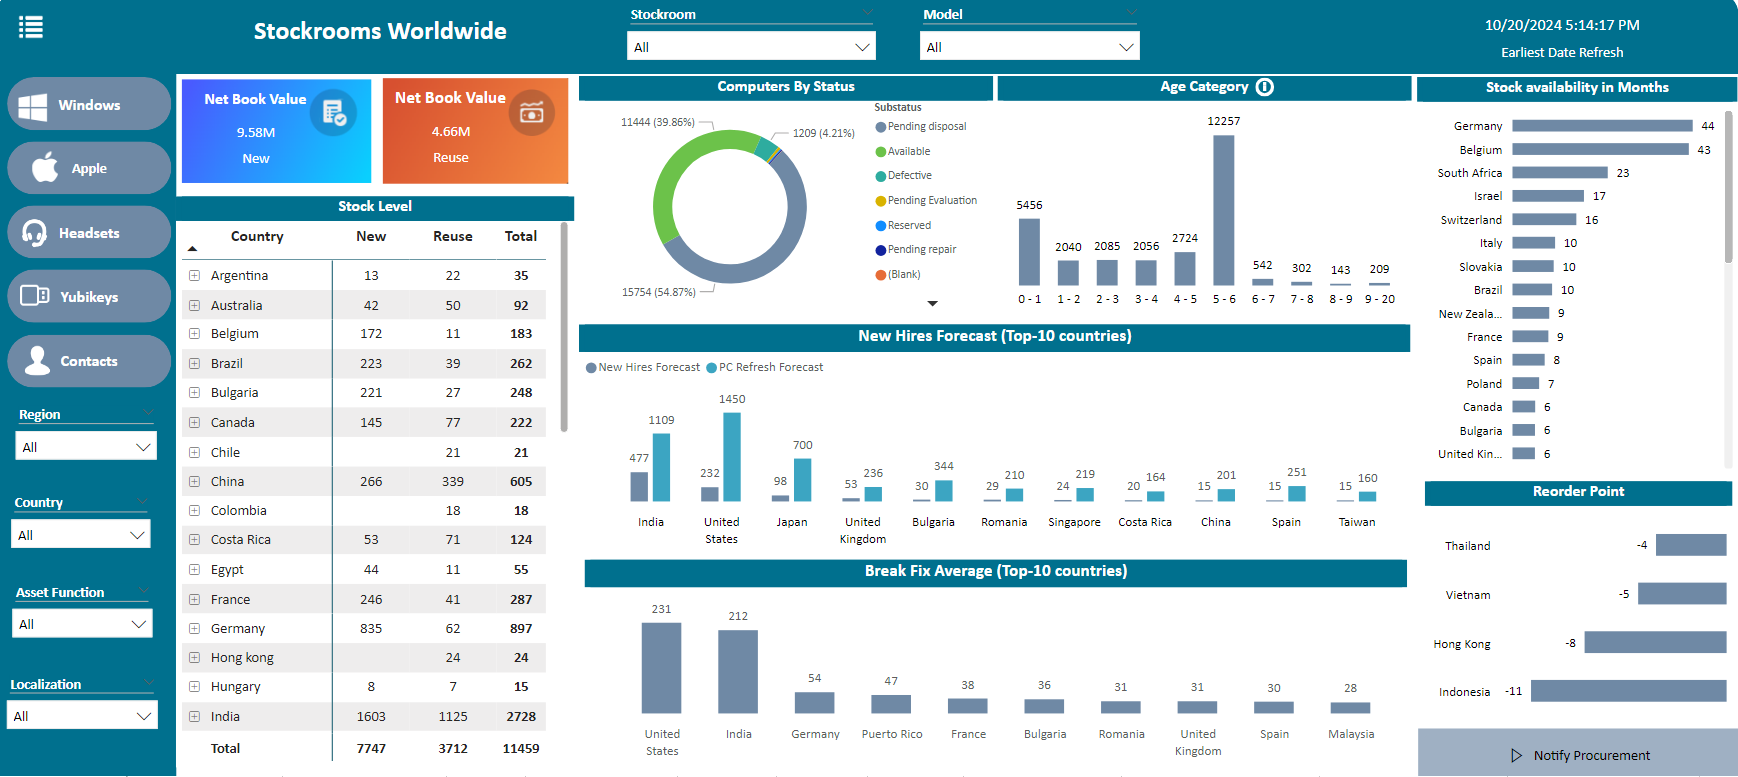 Stockrooms Worldwide
Stockroom
All
Model
All
10/20/2024 5:14:17 PM
Earliest Date Refresh
Windows
Apple
Headsets
Yubikeys
Contacts
Region
All
Country
All
Asset Function
All
Localization
All
Net Book Value
9.58M
New
Net Book Value
4.66M
Reuse
Stock Level
Country New Reuse Total
Argentina 13 22 35
Australia 42 50 92
Belgium 172 11 183
Brazil 223 39 262
Bulgaria 221 27 248
Canada 145 77 222
Chile 21 21
China 266 339 605
Colombia 18 18
Costa Rica 53 71 124
Egypt 44 11 55
France 246 41 287
Germany 835 62 897
Hong kong 24 24
Hungary 8 7 15
India 1603 1125 2728
Total 7747 3712 11459
Computers By Status
11444 (39.86%)
1209 (4.21%)
15754 (54.87%)
Substatus
Pending disposal
Available
Defective
Pending Evaluation
Reserved
Pending repair
(Blank)
Age Category
5456 2040 2085 2056 2724 12257 542 302 143 209
0 - 1 1 - 2 2 - 3 3 - 4 4 - 5 5 - 6 6 - 7 7 - 8 8 - 9 9 - 20
New Hires Forecast (Top-10 countries)
New Hires Forecast PC Refresh Forecast
477 1109 232 1450 98 700 53 236 30 344 29 210 24 219 20 164 15 201 15 251 15 160
India United States Japan United Kingdom Bulgaria Romania Singapore Costa Rica China Spain Taiwan
Break Fix Average (Top-10 countries)
231 212 54 47 38 36 31 31 30 28
United States India Germany Puerto Rico France Bulgaria Romania United Kingdom Spain Malaysia
Stock availability in Months
Germany 44
Belgium 43
South Africa 23
Israel 17
Switzerland 16
Italy 10
Slovakia 10
Brazil 10
New Zeala... 9
France 9
Spain 8
Poland 7
Canada 6
Bulgaria 6
United Kin... 6
Reorder Point
Thailand -4
Vietnam -5
Hong Kong -8
Indonesia -11
Notify Procurement